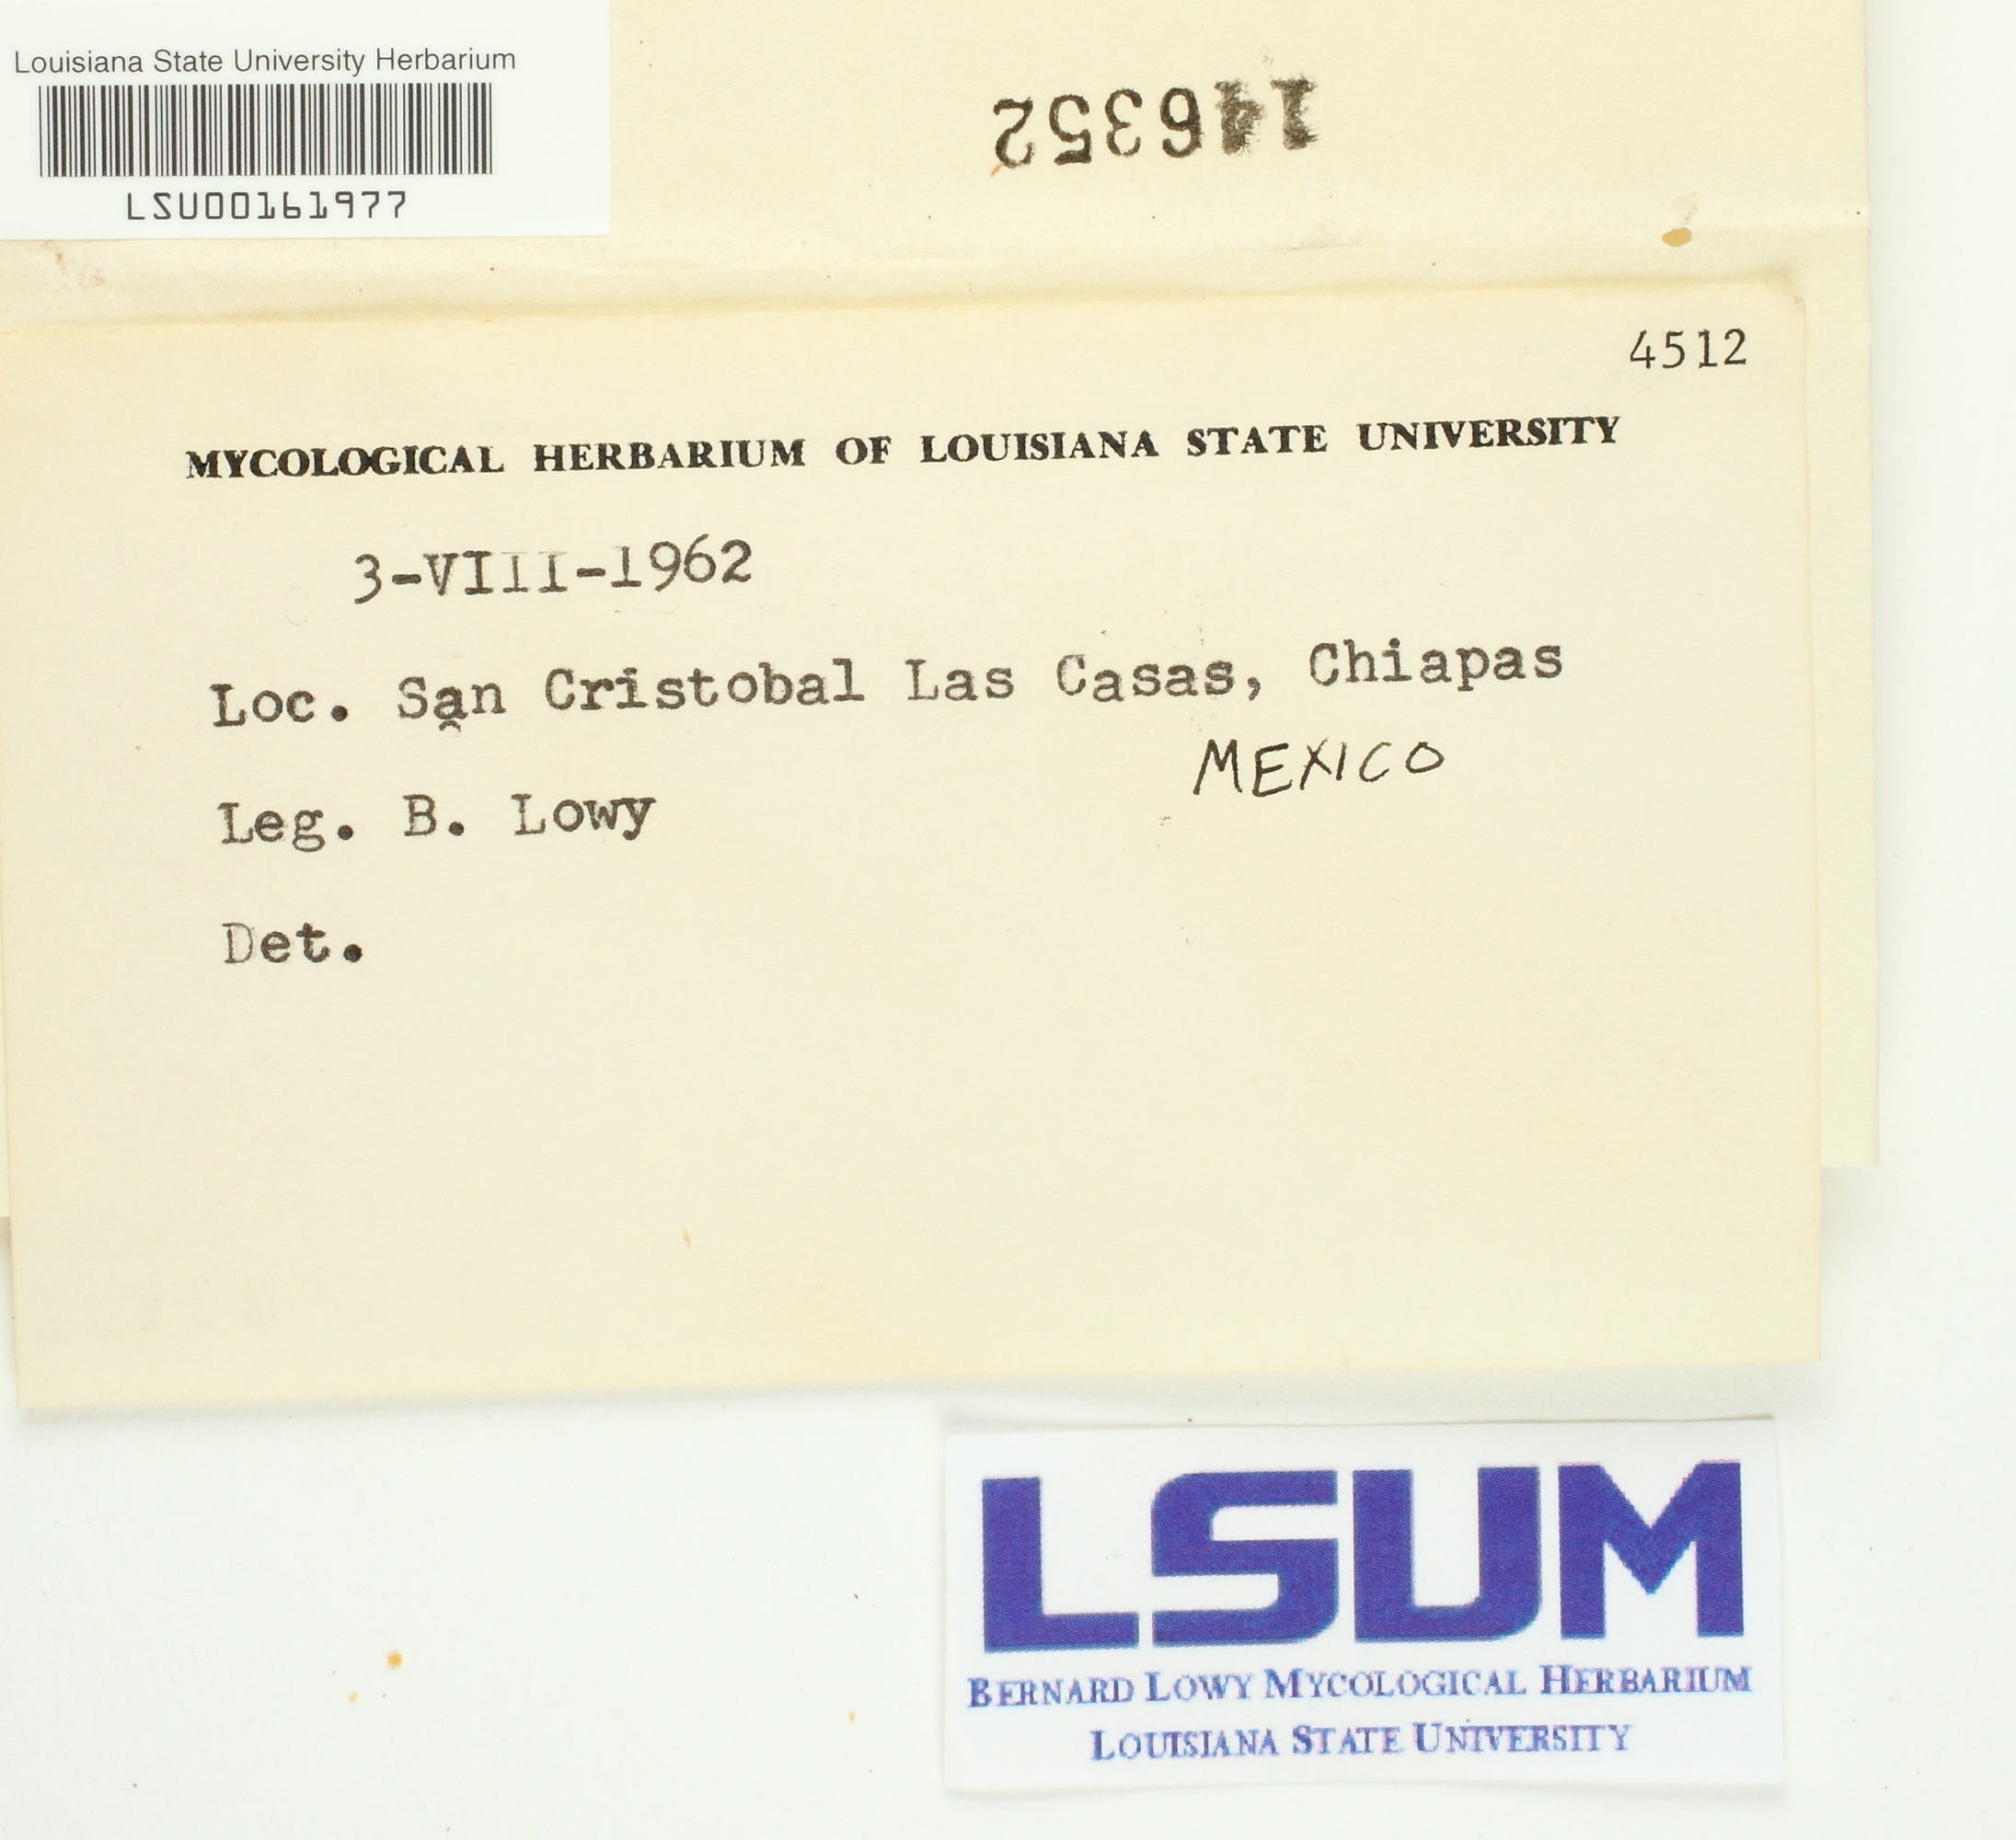 Louisiana State University Herbarium
LSU00161977
146352
4512
MYCOLOGICAL HERBARIUM OF LOUISIANA STATE UNIVERSITY
3-VIII-1962
Loc. San Cristobal Las Casas, Chiapas
MEXICO
Leg. B. Lowy
Det.
LSUM
BERNARD LOWY MYCOLOGICAL HERBARIUM
LOUISIANA STATE UNIVERSITY